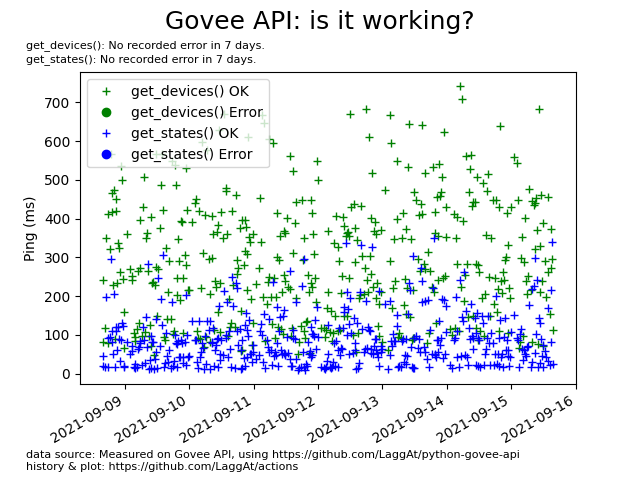 Govee API: is it working?
get_devices(): No recorded error in 7 days.
get_states(): No recorded error in 7 days.
get_devices() OK
get_devices() Error
get_states() OK
get_states() Error
Ping (ms)
700
600
500
400
300
200
100
0
2021-09-09
2021-09-10
2021-09-11
2021-09-12
2021-09-13
2021-09-14
2021-09-15
2021-09-16
data source: Measured on Govee API, using https://github.com/LaggAt/python-govee-api
history & plot: https://github.com/LaggAt/actions